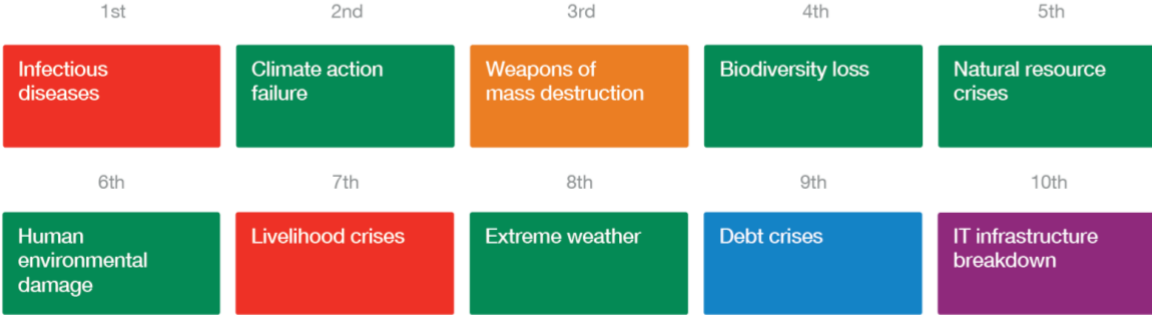 1st 2nd 3rd 4th 5th
Infectious
diseases
Climate action
failure
Weapons of
mass destruction
Biodiversity loss
Natural resource
crises
6th 7th 8th 9th 10th
Human
environmental
damage
Livelihood crises
Extreme weather
Debt crises
IT infrastructure
breakdown